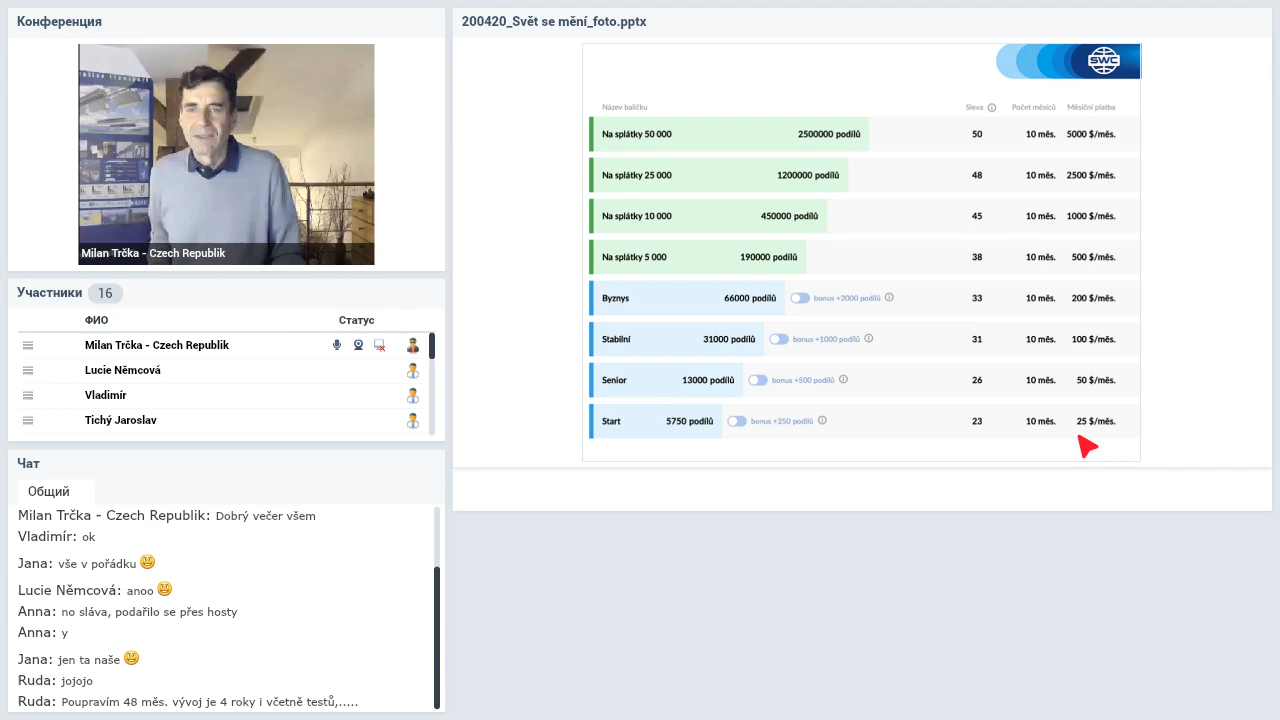 Конференция
Milan Trčka - Czech Republik
Участники 16
ФИО Статус
Milan Trčka - Czech Republik
Lucie Němcová
Vladimír
Tichý Jaroslav
Чат
Общий
Milan Trčka - Czech Republik: Dobrý večer všem
Vladimír: ok
Jana: vše v pořádku
Lucie Němcová: anoo
Anna: no sláva, podařilo se přes hosty
Anna: y
Jana: jen ta naše
Ruda: jojojo
Ruda: Poupravím 48 měs. vývoj je 4 roky i včetně testů,.....
200420_Svět se mění_foto.pptx
SWC
Název balíčku Sleva Počet měsíců Měsíční platba
Na splátky 50 000 2500000 podílů 50 10 měs. 5000 $/měs.
Na splátky 25 000 1200000 podílů 48 10 měs. 2500 $/měs.
Na splátky 10 000 450000 podílů 45 10 měs. 1000 $/měs.
Na splátky 5 000 190000 podílů 38 10 měs. 500 $/měs.
Byznys 66000 podílů bonus +2000 podílů 33 10 měs. 200 $/měs.
Stabilní 31000 podílů bonus +1000 podílů 31 10 měs. 100 $/měs.
Senior 13000 podílů bonus +500 podílů 26 10 měs. 50 $/měs.
Start 5750 podílů bonus +250 podílů 23 10 měs. 25 $/měs.